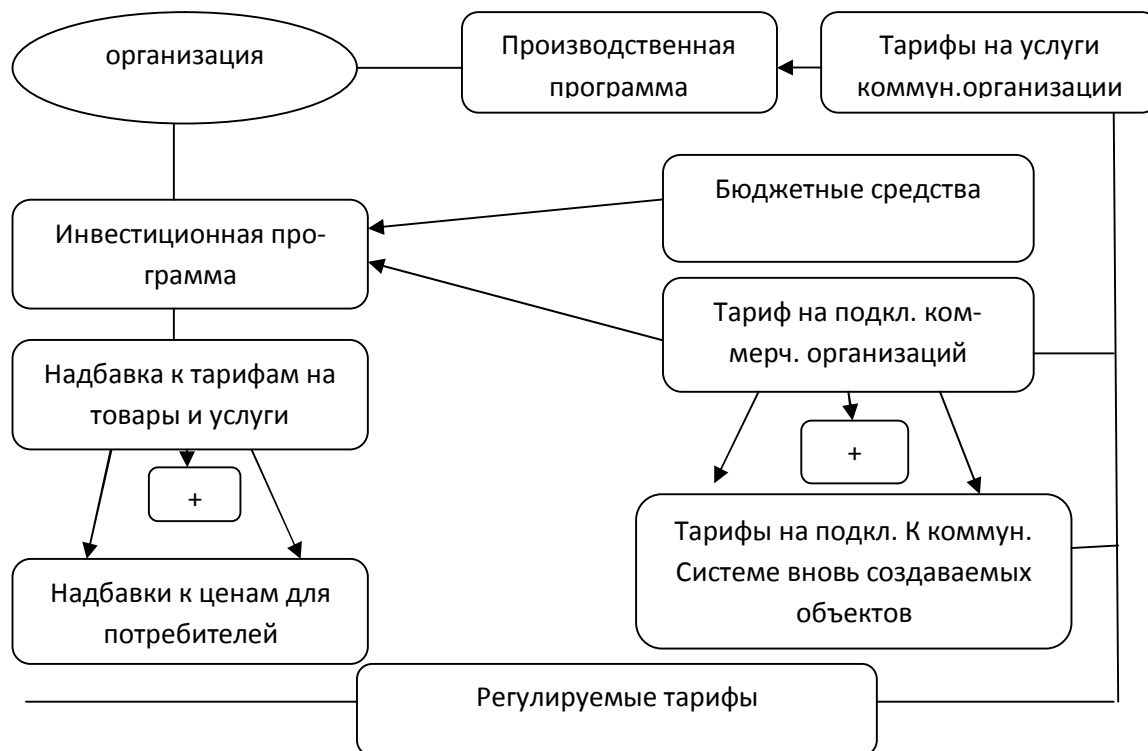 организация
Производственная
программа
Тарифы на услуги
коммун.организации
Бюджетные средства
Инвестиционная про-
грамма
Тариф на подкл. ком-
мерч. организаций
Надбавка к тарифам на
товары и услуги
+
+
Тарифы на подкл. К коммун.
Системе вновь создаваемых
объектов
Надбавки к ценам для
потребителей
Регулируемые тарифы